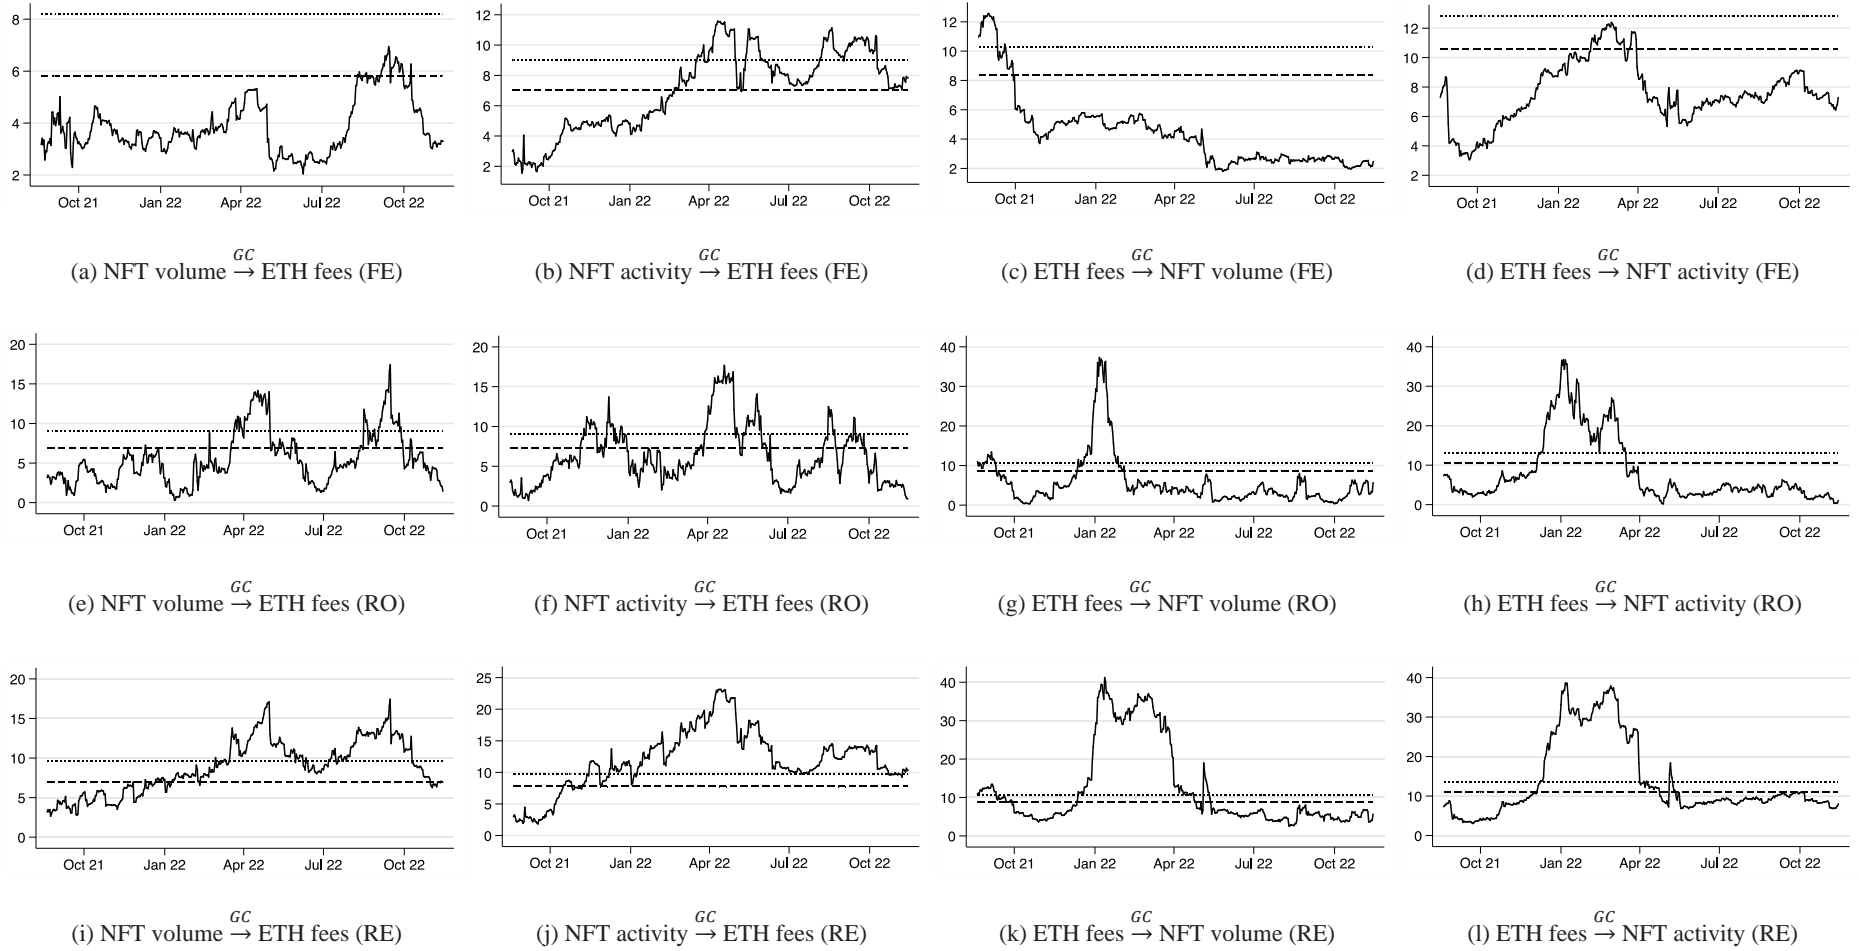 8
6
4
2
Oct 21 Jan 22 Apr 22 Jul 22 Oct 22
12
10
8
6
4
2
Oct 21 Jan 22 Apr 22 Jul 22 Oct 22
12
10
8
6
4
2
Oct 21 Jan 22 Apr 22 Jul 22 Oct 22
12
10
8
6
4
2
Oct 21 Jan 22 Apr 22 Jul 22 Oct 22
(a) NFT volume GC→ ETH fees (FE)
(b) NFT activity GC→ ETH fees (FE)
(c) ETH fees GC→ NFT volume (FE)
(d) ETH fees GC→ NFT activity (FE)
20
15
10
5
0
Oct 21 Jan 22 Apr 22 Jul 22 Oct 22
20
15
10
5
0
Oct 21 Jan 22 Apr 22 Jul 22 Oct 22
40
30
20
10
0
Oct 21 Jan 22 Apr 22 Jul 22 Oct 22
40
30
20
10
0
Oct 21 Jan 22 Apr 22 Jul 22 Oct 22
(e) NFT volume GC→ ETH fees (RO)
(f) NFT activity GC→ ETH fees (RO)
(g) ETH fees GC→ NFT volume (RO)
(h) ETH fees GC→ NFT activity (RO)
20
15
10
5
0
Oct 21 Jan 22 Apr 22 Jul 22 Oct 22
25
20
15
10
5
0
Oct 21 Jan 22 Apr 22 Jul 22 Oct 22
40
30
20
10
0
Oct 21 Jan 22 Apr 22 Jul 22 Oct 22
40
30
20
10
0
Oct 21 Jan 22 Apr 22 Jul 22 Oct 22
(i) NFT volume GC→ ETH fees (RE)
(j) NFT activity GC→ ETH fees (RE)
(k) ETH fees GC→ NFT volume (RE)
(l) ETH fees GC→ NFT activity (RE)